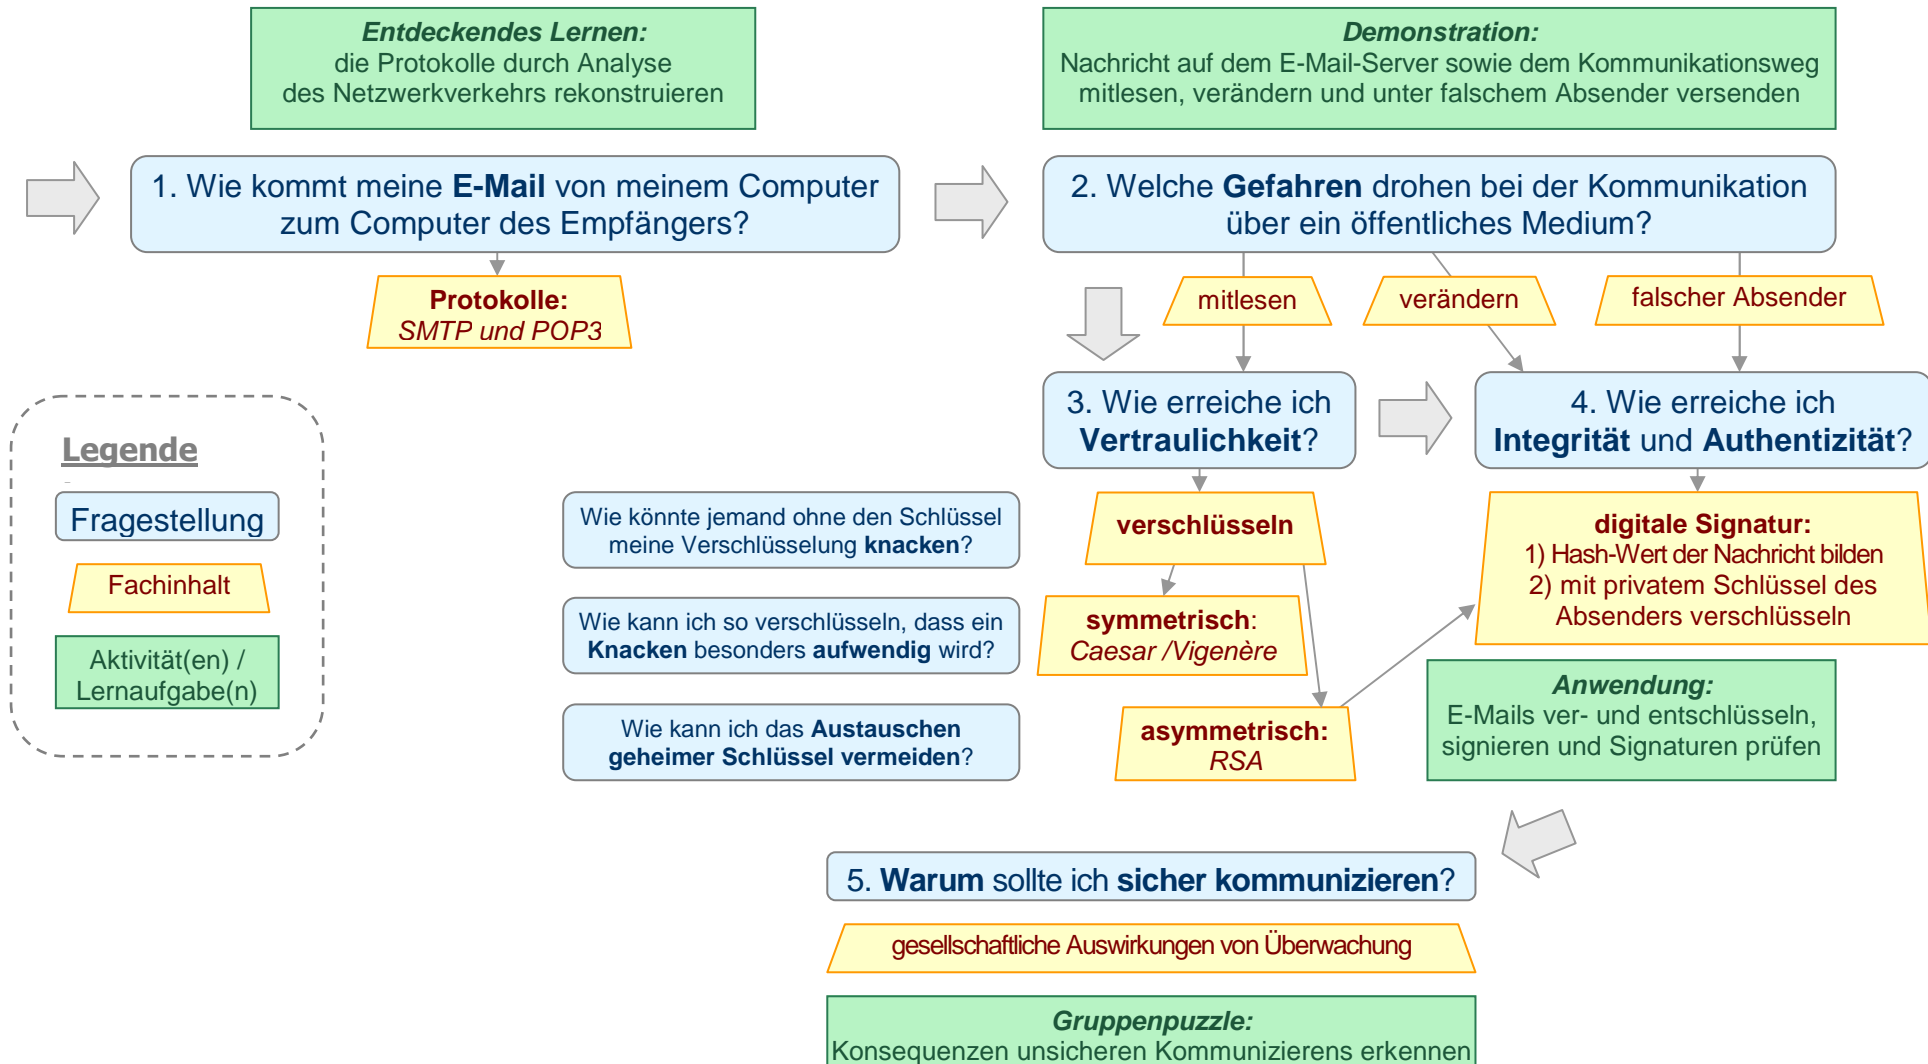 Entdeckendes Lernen:
die Protokolle durch Analyse
des Netzwerkverkehrs rekonstruieren
Demonstration:
Nachricht auf dem E-Mail-Server sowie dem Kommunikationsweg
mitlesen, verändern und unter falschem Absender versenden
1. Wie kommt meine E-Mail von meinem Computer
zum Computer des Empfängers?
2. Welche Gefahren drohen bei der Kommunikation
über ein öffentliches Medium?
Protokolle:
SMTP und POP3
mitlesen
verändern
falscher Absender
3. Wie erreiche ich
Vertraulichkeit?
4. Wie erreiche ich
Integrität und Authentizität?
Legende
Fragestellung
Fachinhalt
Aktivität(en) /
Lernaufgabe(n)
Wie könnte jemand ohne den Schlüssel
meine Verschlüsselung knacken?
Wie kann ich so verschlüsseln, dass ein
Knacken besonders aufwendig wird?
Wie kann ich das Austauschen
geheimer Schlüssel vermeiden?
verschlüsseln
symmetrisch:
Caesar /Vigenère
asymmetrisch:
RSA
digitale Signatur:
1) Hash-Wert der Nachricht bilden
2) mit privatem Schlüssel des
Absenders verschlüsseln
Anwendung:
E-Mails ver- und entschlüsseln,
signieren und Signaturen prüfen
5. Warum sollte ich sicher kommunizieren?
gesellschaftliche Auswirkungen von Überwachung
Gruppenpuzzle:
Konsequenzen unsicheren Kommunizierens erkennen